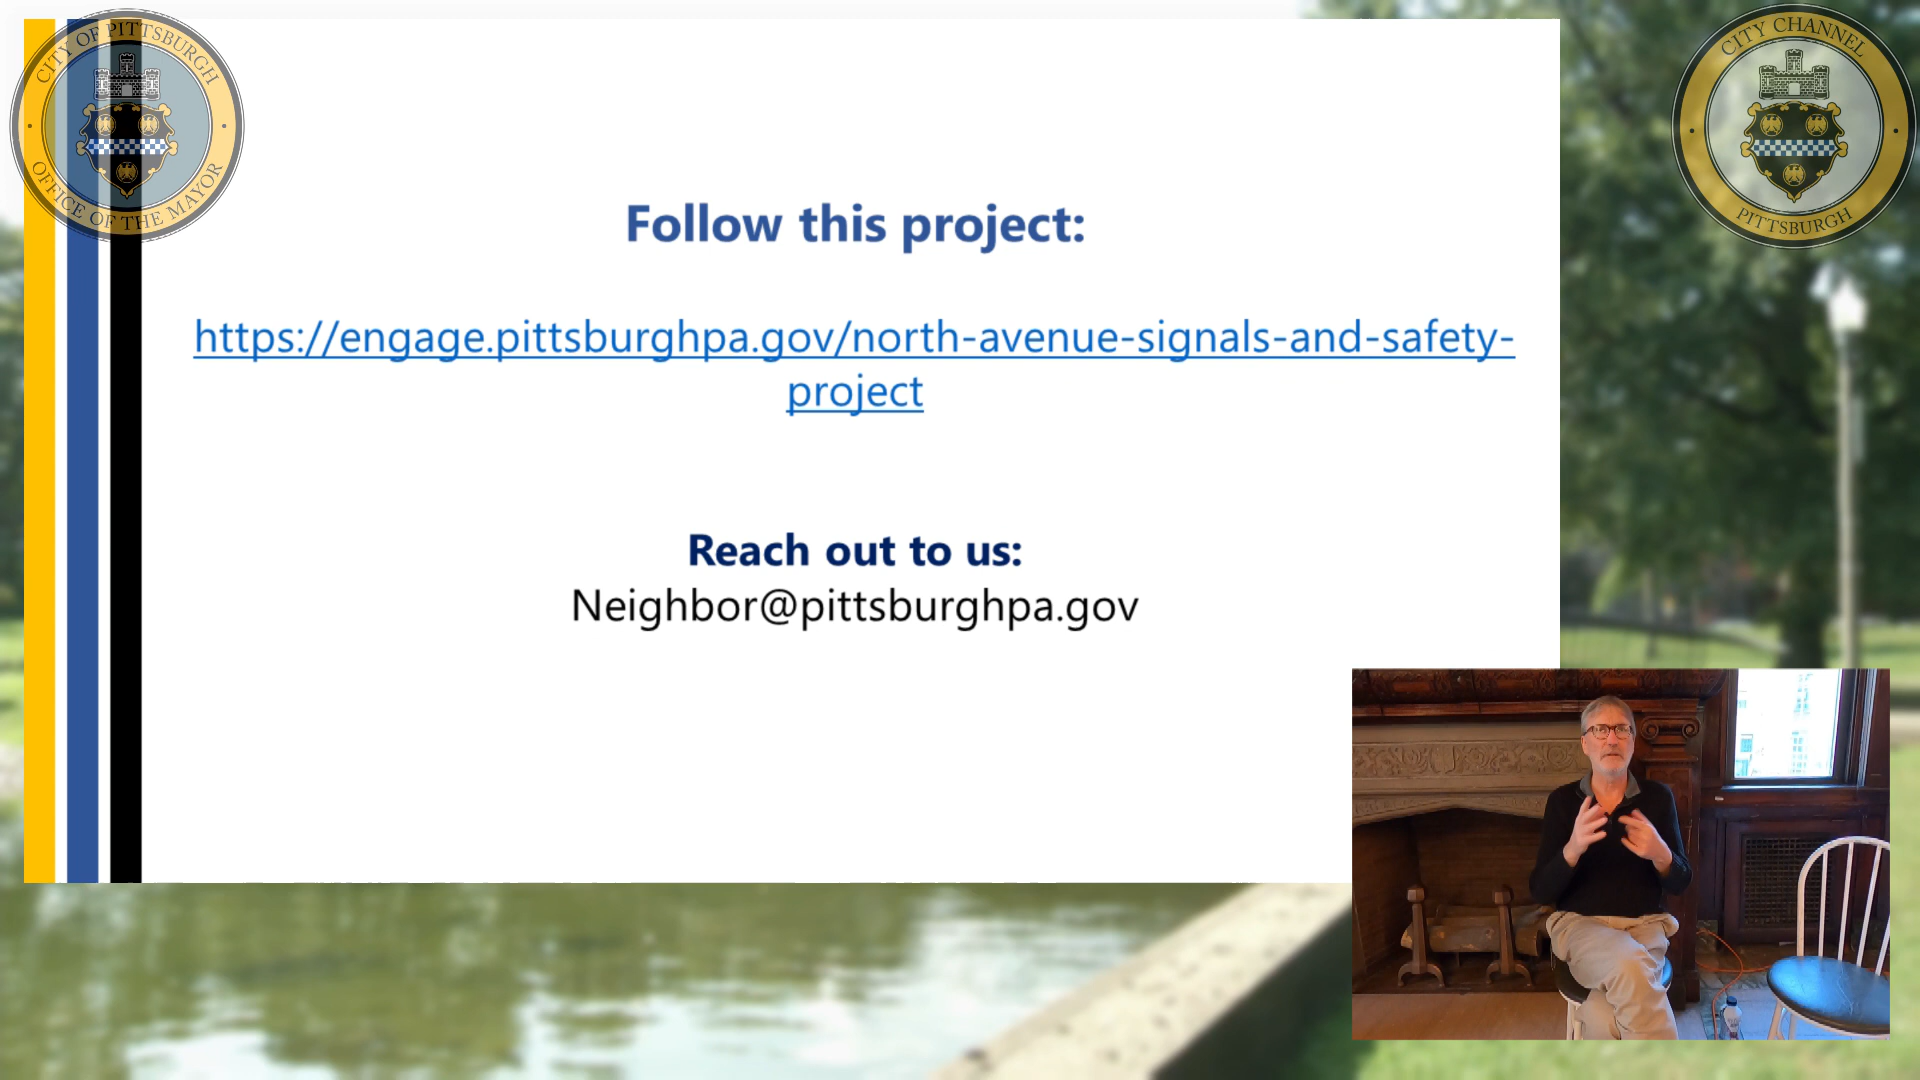 CITY OF PITTSBURGH
OFFICE OF THE MAYOR
CITY CHANNEL
PITTSBURGH
Follow this project:
https://engage.pittsburghpa.gov/north-avenue-signals-and-safety-
project
Reach out to us:
Neighbor@pittsburghpa.gov